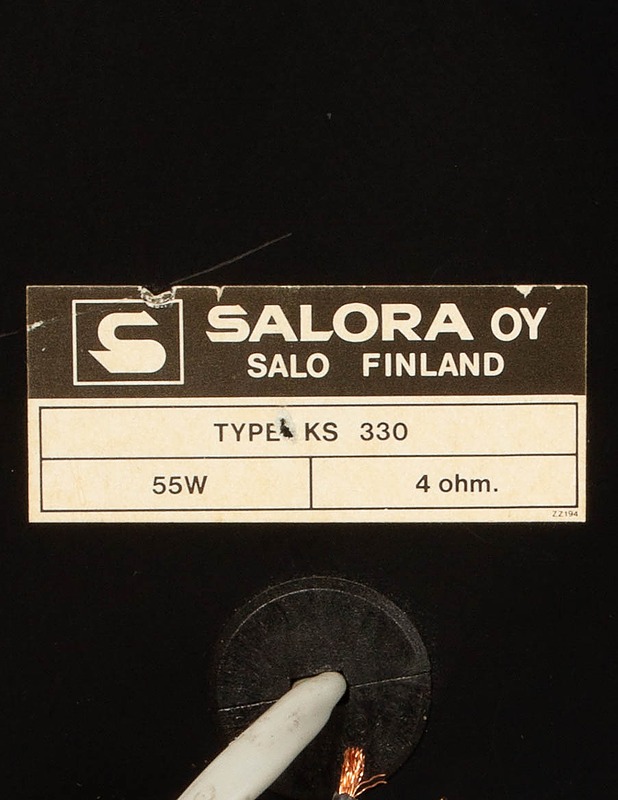 SALORA OY
SALO FINLAND
TYPE KS 330
55W
4 ohm.
ZZ194